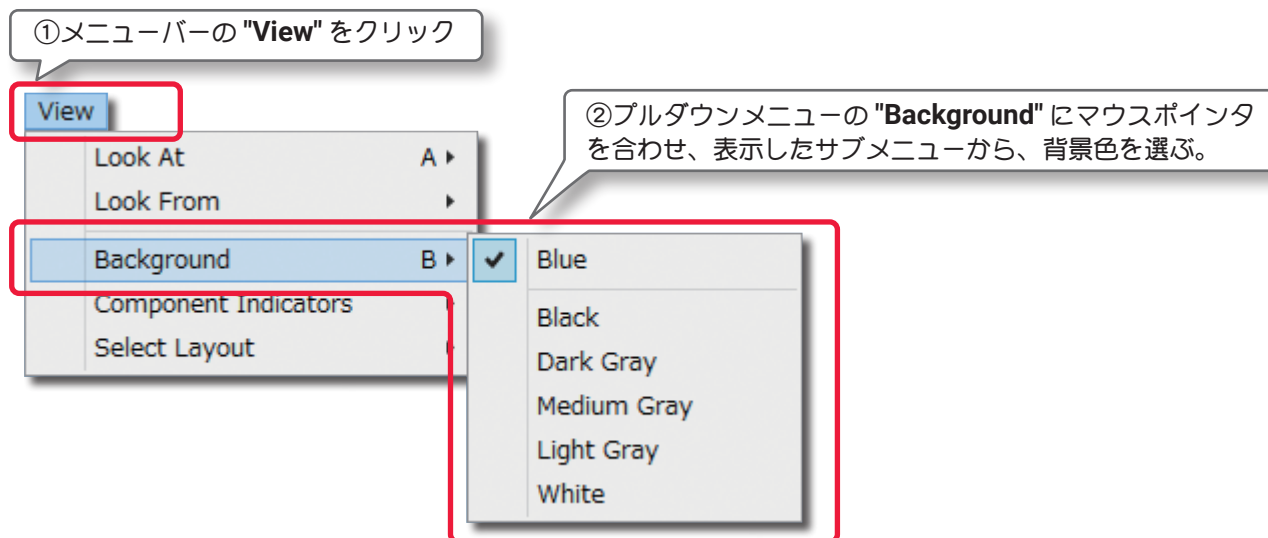 ①メニューバーの "View" をクリック
View
②プルダウンメニューの "Background" にマウスポインタ
を合わせ、表示したサブメニューから、背景色を選ぶ。
Look At A
Look From
Background B
Blue
Component Indicators
Black
Select Layout
Dark Gray
Medium Gray
Light Gray
White